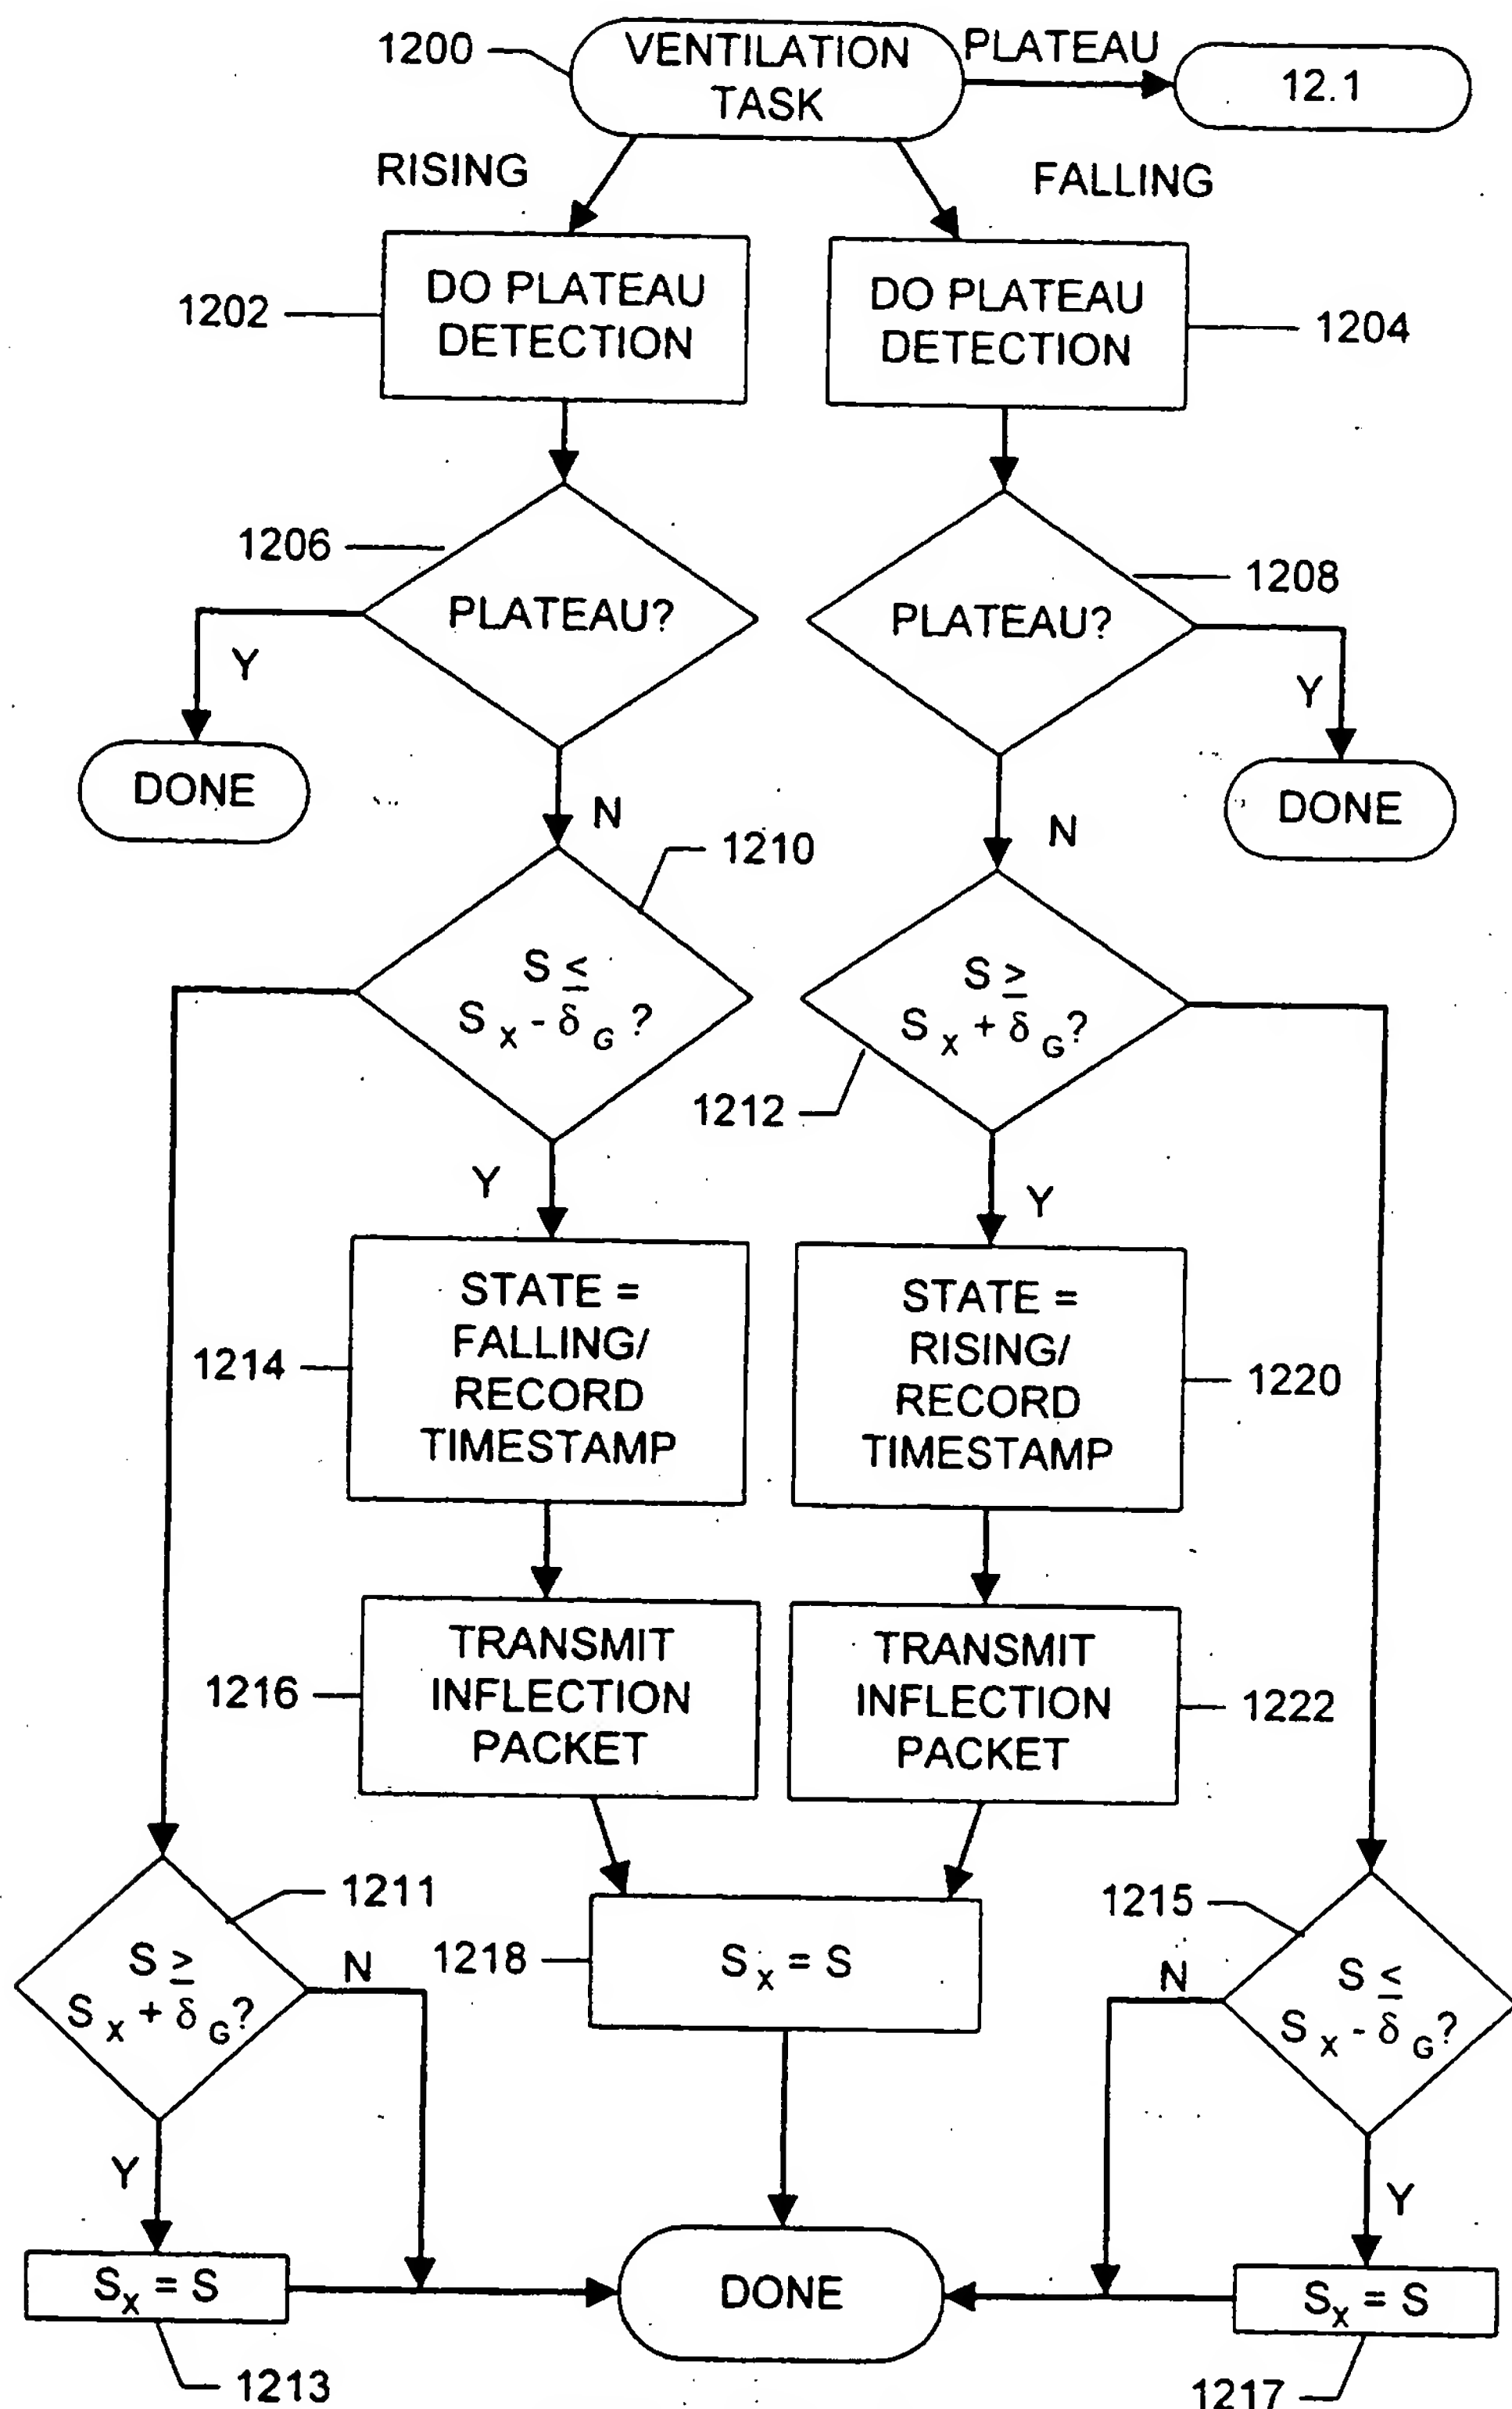 1200
VENTILATION
TASK
PLATEAU
12.1
RISING
FALLING
1202
DO PLATEAU
DETECTION
DO PLATEAU
DETECTION
1204
1206
PLATEAU?
1208
PLATEAU?
Y
Y
DONE
DONE
N
N
1210
S ≤
S X - δ G ?
S ≥
S X + δ G?
1212
Y
Y
1214
STATE =
FALLING/
RECORD
TIMESTAMP
STATE =
RISING/
RECORD
TIMESTAMP
1220
1216
TRANSMIT
INFLECTION
PACKET
TRANSMIT
INFLECTION
PACKET
1222
1211
S ≥
S X + δ G?
N
1218
S X = S
1215
S ≤
S X - δ G?
N
Y
Y
S X = S
DONE
S X = S
1213
1217